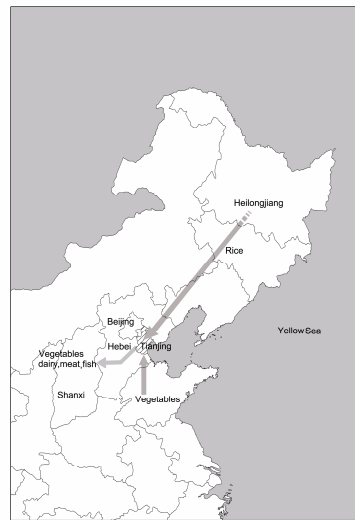 Heilongjiang
Rice
Beijing
YellowSea
Hebei
Tianjing
Vegetables
dairy,meat,fish
Shanxi
Vegetables